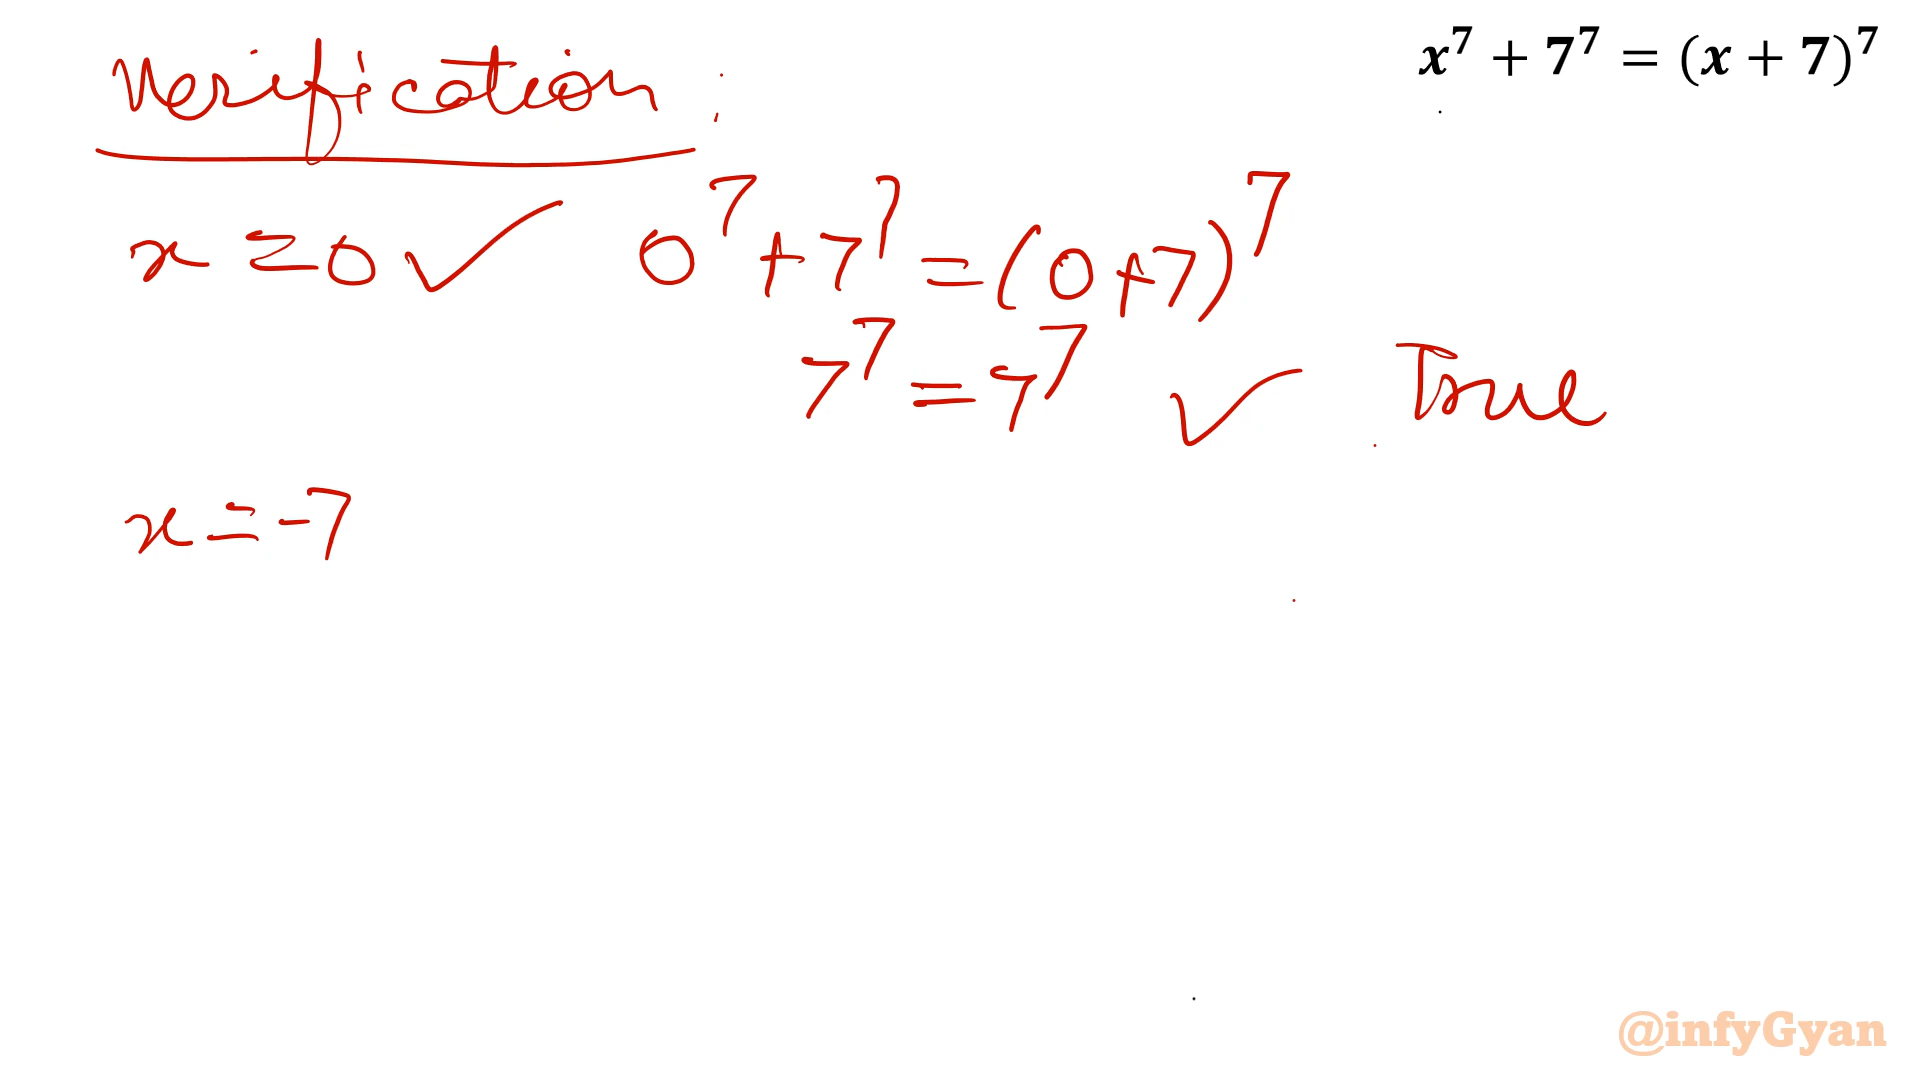 x⁷ + 7⁷ = (x + 7)⁷
Verification :
x = 0 ✓ 0⁷ + 7⁷ = (0 + 7)⁷
7⁷ = 7⁷ ✓ True
x = -7
@infyGyan